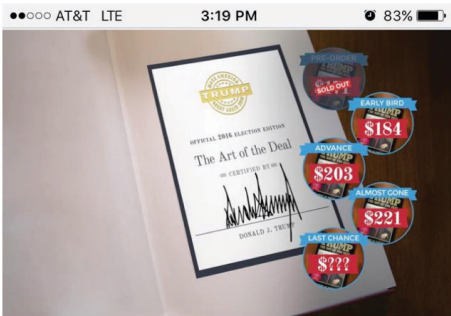 AT&T LTE 3:19 PM 83%
TRUMP
OFFICIAL 2016 ELECTION EDITION
The Art of the Deal
CERTIFIED BY
DONALD J. TRUMP
PRE-ORDER
SOLD OUT
EARLY BIRD
$184
ADVANCE
$203
ALMOST GONE
$221
LAST CHANCE
$???